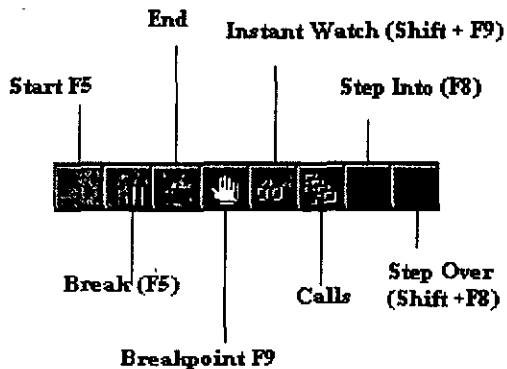 End
Instant Watch (Shift + F9)
Start F5
Step Into (F8)
Break (F5)
Calls
Step Over
(Shift +F8)
Breakpoint F9